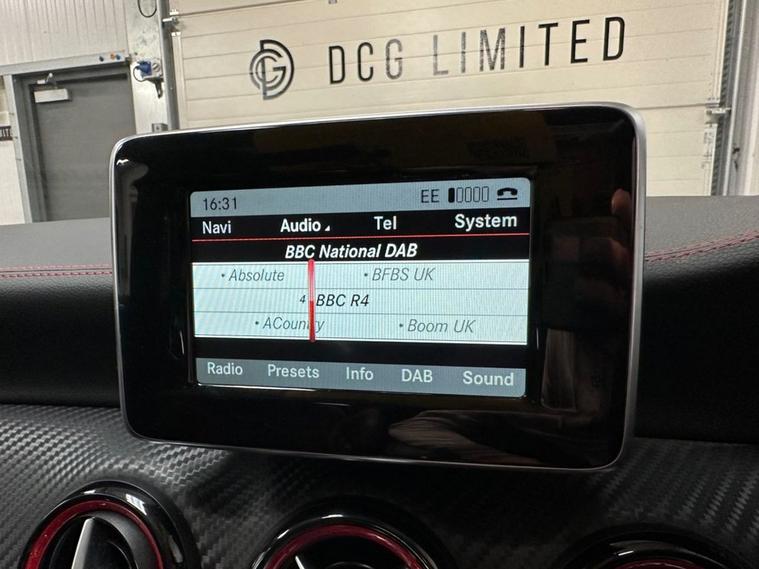 DCG LIMITED
16:31 EE
Navi Audio Tel System
BBC National DAB
• Absolute • BFBS UK
4 BBC R4
• ACountry • Boom UK
Radio Presets Info DAB Sound